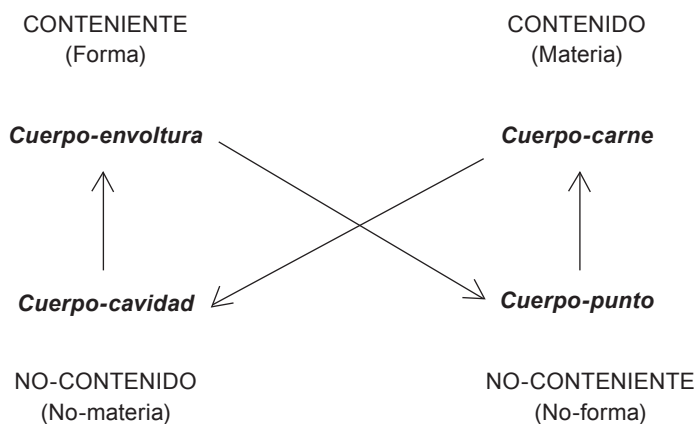 CONTENIENTE
(Forma)
CONTENIDO
(Materia)
Cuerpo-envoltura
Cuerpo-carne
Cuerpo-cavidad
Cuerpo-punto
NO-CONTENIDO
(No-materia)
NO-CONTENIENTE
(No-forma)